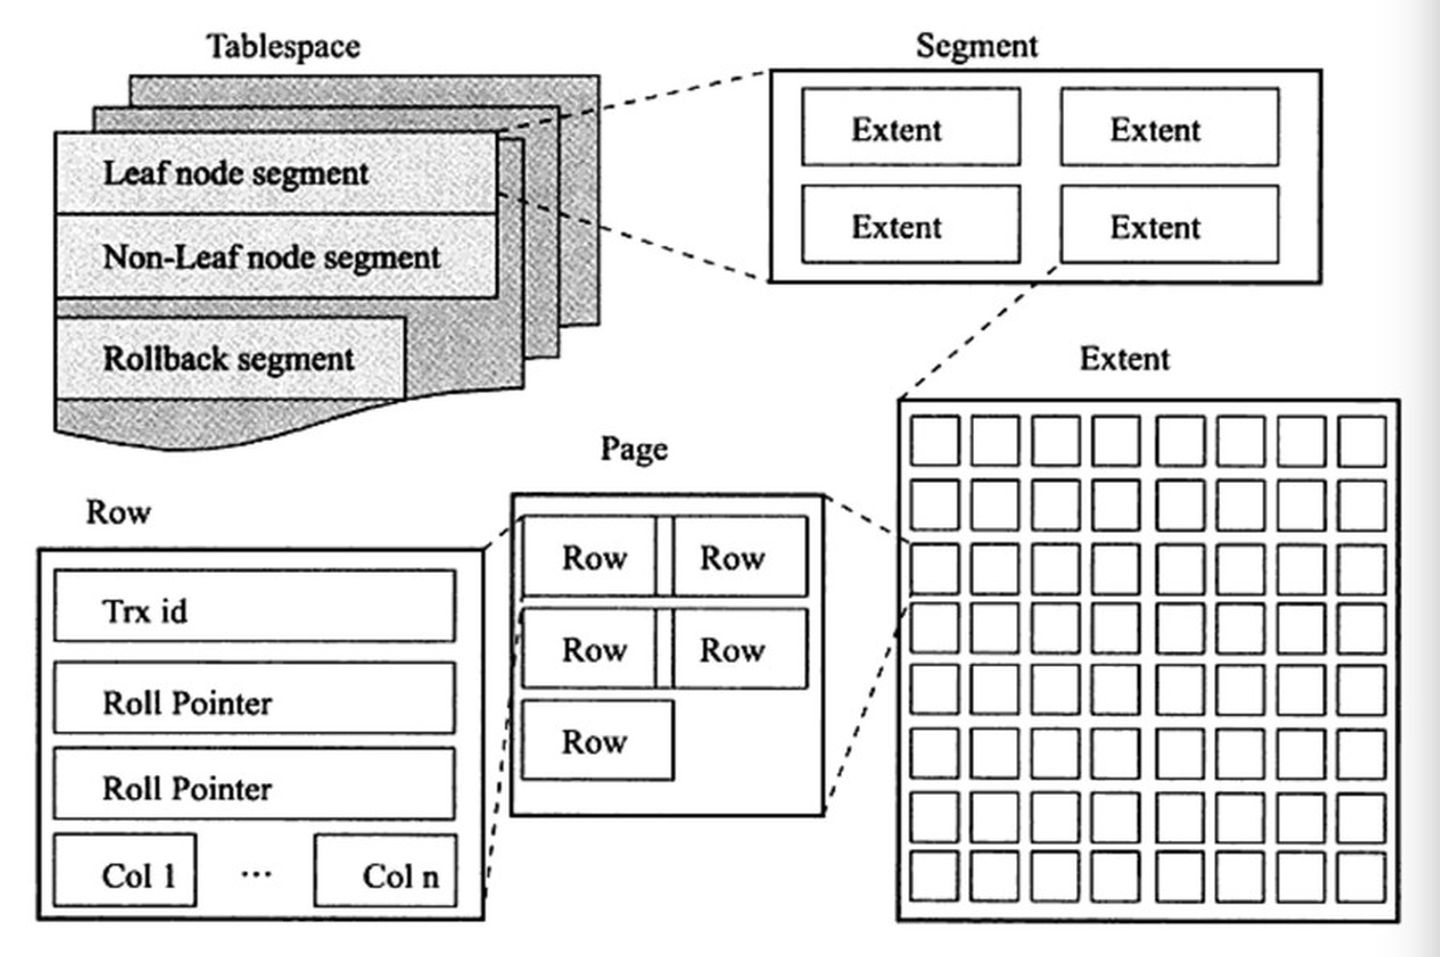 Tablespace
Leaf node segment
Non-Leaf node segment
Rollback segment
Segment
Extent
Extent
Extent
Extent
Extent
Page
Row
Row
Row
Row
Row
Row
Trx id
Roll Pointer
Roll Pointer
Col 1
...
Col n